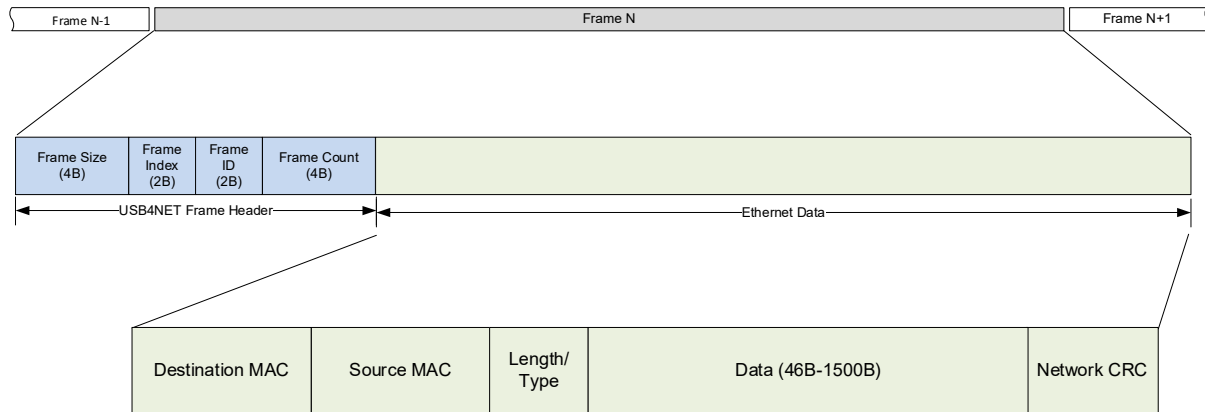 Frame N-1
Frame N
Frame N+1
Frame Size
(4B)
Frame
Index
(2B)
Frame
ID
(2B)
Frame Count
(4B)
USB4NET Frame Header
Ethernet Data
Destination MAC
Source MAC
Length/
Type
Data (46B-1500B)
Network CRC